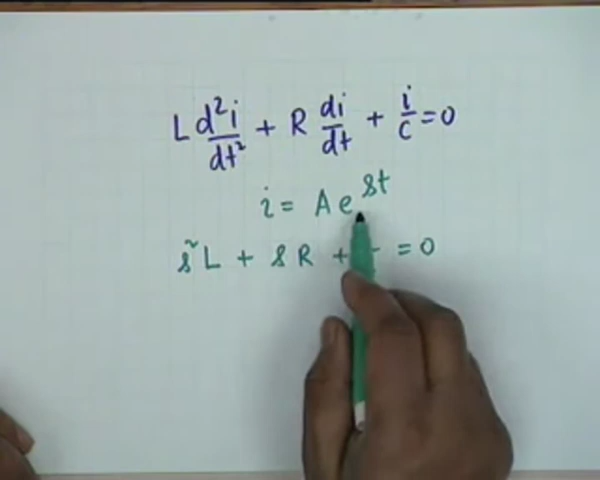 L d²i/dt² + R di/dt + i/c = 0
i = A e^st
s² L + s R + = 0